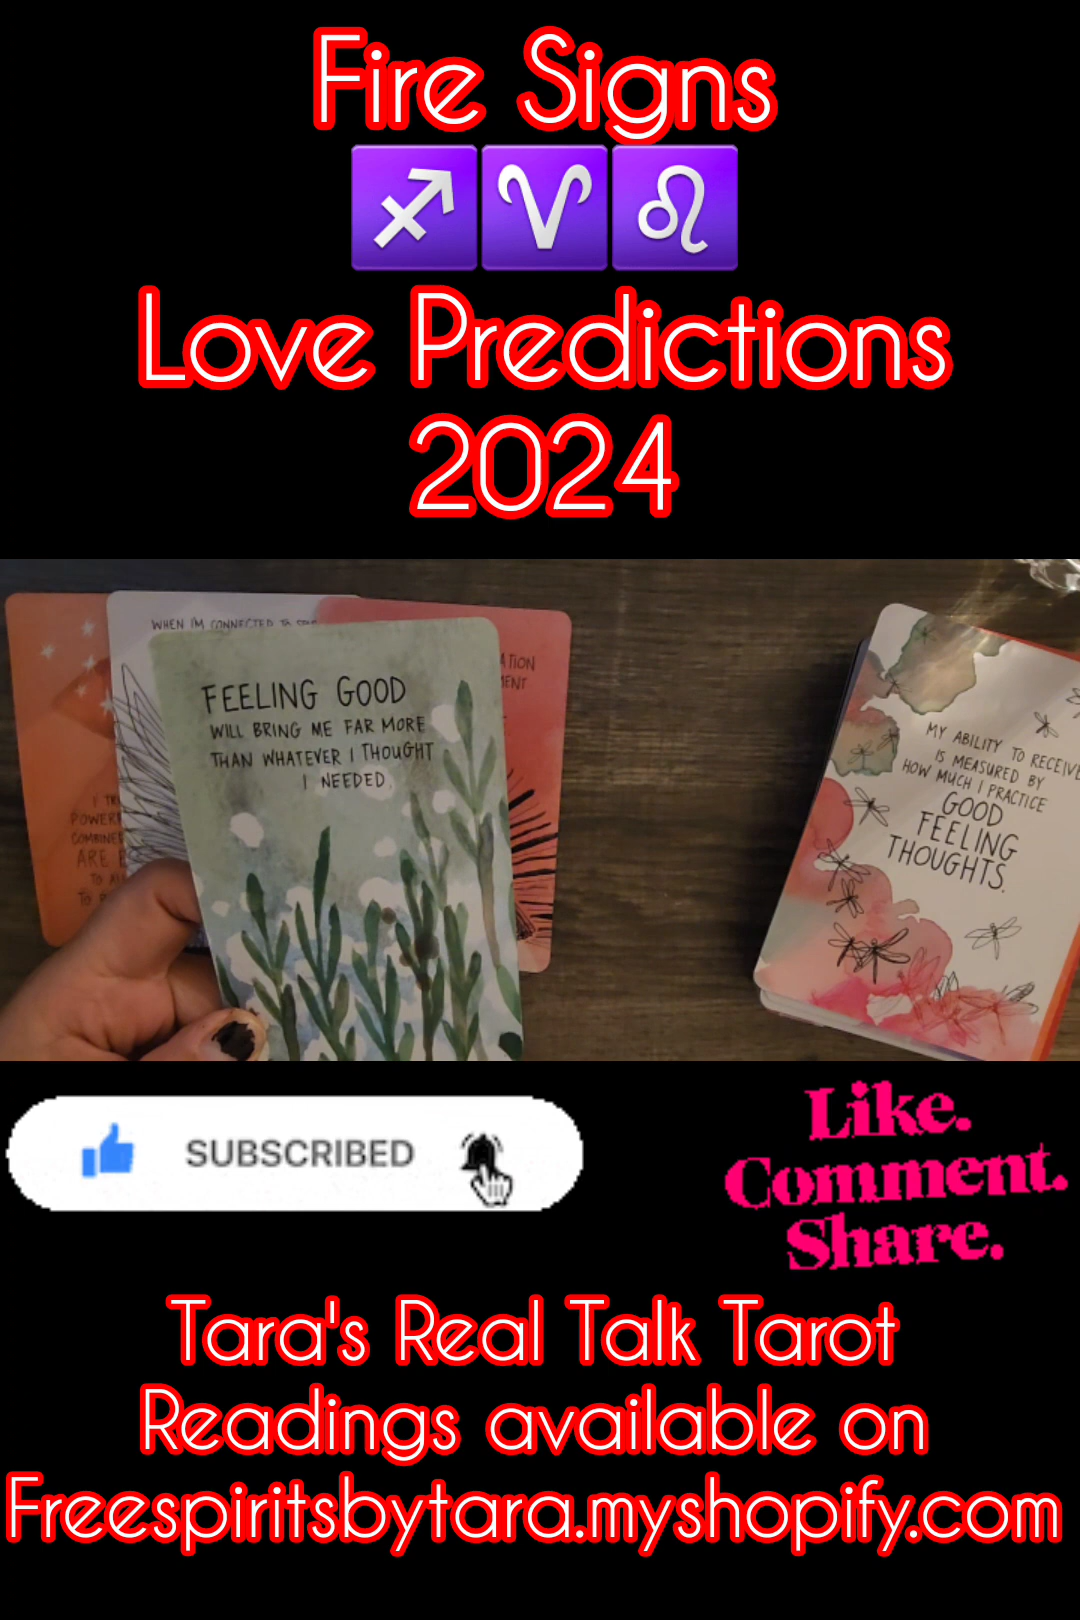 Fire Signs
♐♈♌
Love Predictions
2024
WHEN I'M CONNECTED TO
FEELING GOOD
WILL BRING ME FAR MORE
THAN WHATEVER I THOUGHT
I NEEDED.
ARE
MY ABILITY TO RECEIVE
IS MEASURED BY
HOW MUCH I PRACTICE
GOOD
FEELING
THOUGHTS.
SUBSCRIBED
Like.
Comment.
Share.
Tara's Real Talk Tarot
Readings available on
Freespiritsbytara.myshopify.com